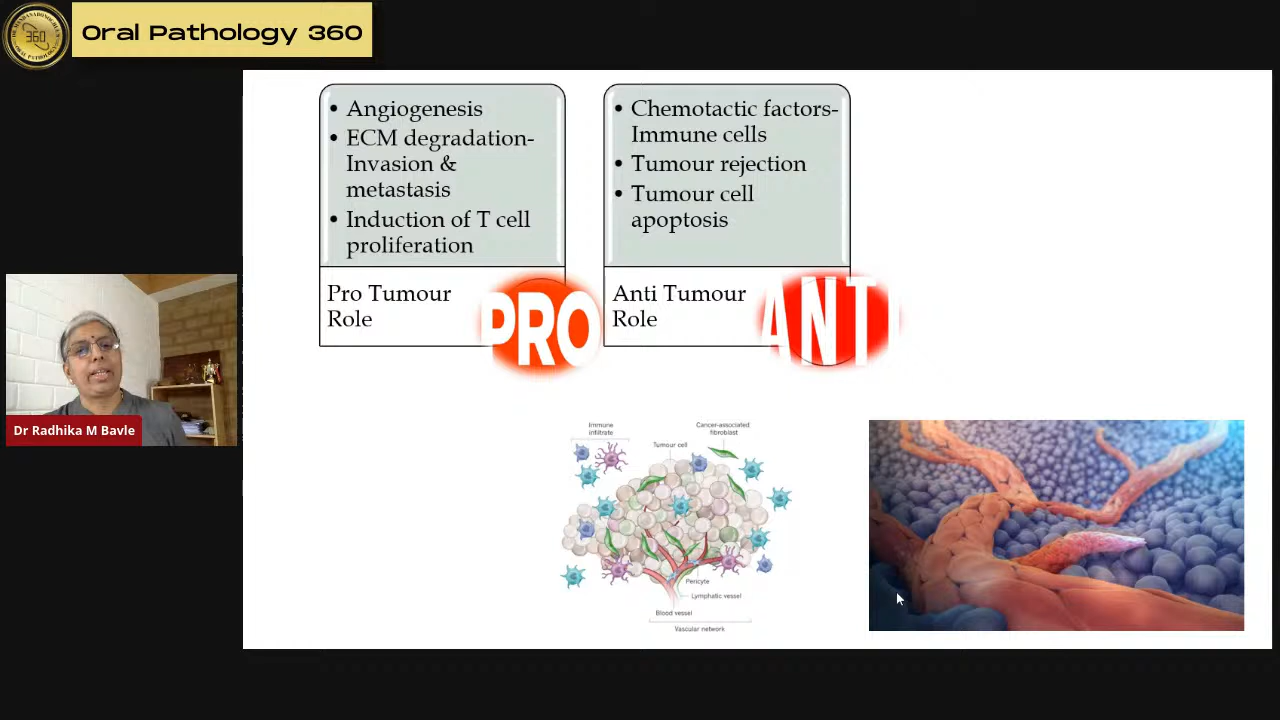 360
Oral Pathology 360
• Angiogenesis
• ECM degradation-
Invasion &
metastasis
• Induction of T cell
proliferation
Pro Tumour
Role
PRO
• Chemotactic factors-
Immune cells
• Tumour rejection
• Tumour cell
apoptosis
Anti Tumour
Role
ANTI
Dr Radhika M Bavle
Immune
infiltrate
Tumour cell
Cancer-associated
fibroblast
Pericyte
Lymphatic vessel
Blood vessel
Vascular network